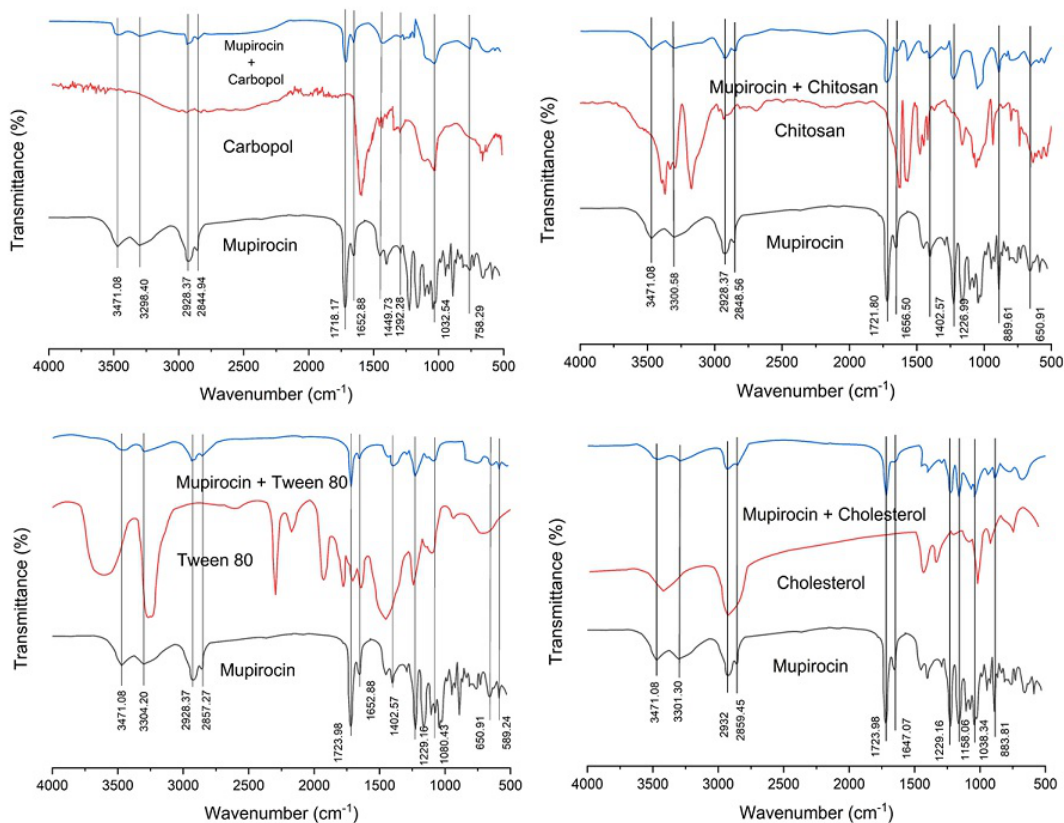 Transmittance (%)
Mupirocin
+
Carbopol
Carbopol
Mupirocin
3471.08
3298.40
2928.37
2844.94
1718.17
1652.88
1449.73
1292.28
1032.54
758.29
4000 3500 3000 2500 2000 1500 1000 500
Wavenumber (cm-1)
Transmittance (%)
Mupirocin + Chitosan
Chitosan
Mupirocin
3471.08
3300.58
2928.37
2848.56
1721.80
1656.50
1402.57
1226.99
889.61
650.91
4000 3500 3000 2500 2000 1500 1000 500
Wavenumber (cm-1)
Transmittance (%)
Mupirocin + Tween 80
Tween 80
Mupirocin
3471.08
3304.20
2928.37
2857.27
1723.98
1652.88
1402.57
1229.16
1080.43
650.91
589.24
4000 3500 3000 2500 2000 1500 1000 500
Wavenumber (cm-1)
Transmittance (%)
Mupirocin + Cholesterol
Cholesterol
Mupirocin
3471.08
3301.30
2932
2859.45
1723.98
1647.07
1229.16
1158.06
1038.34
883.81
4000 3500 3000 2500 2000 1500 1000 500
Wavenumber (cm-1)